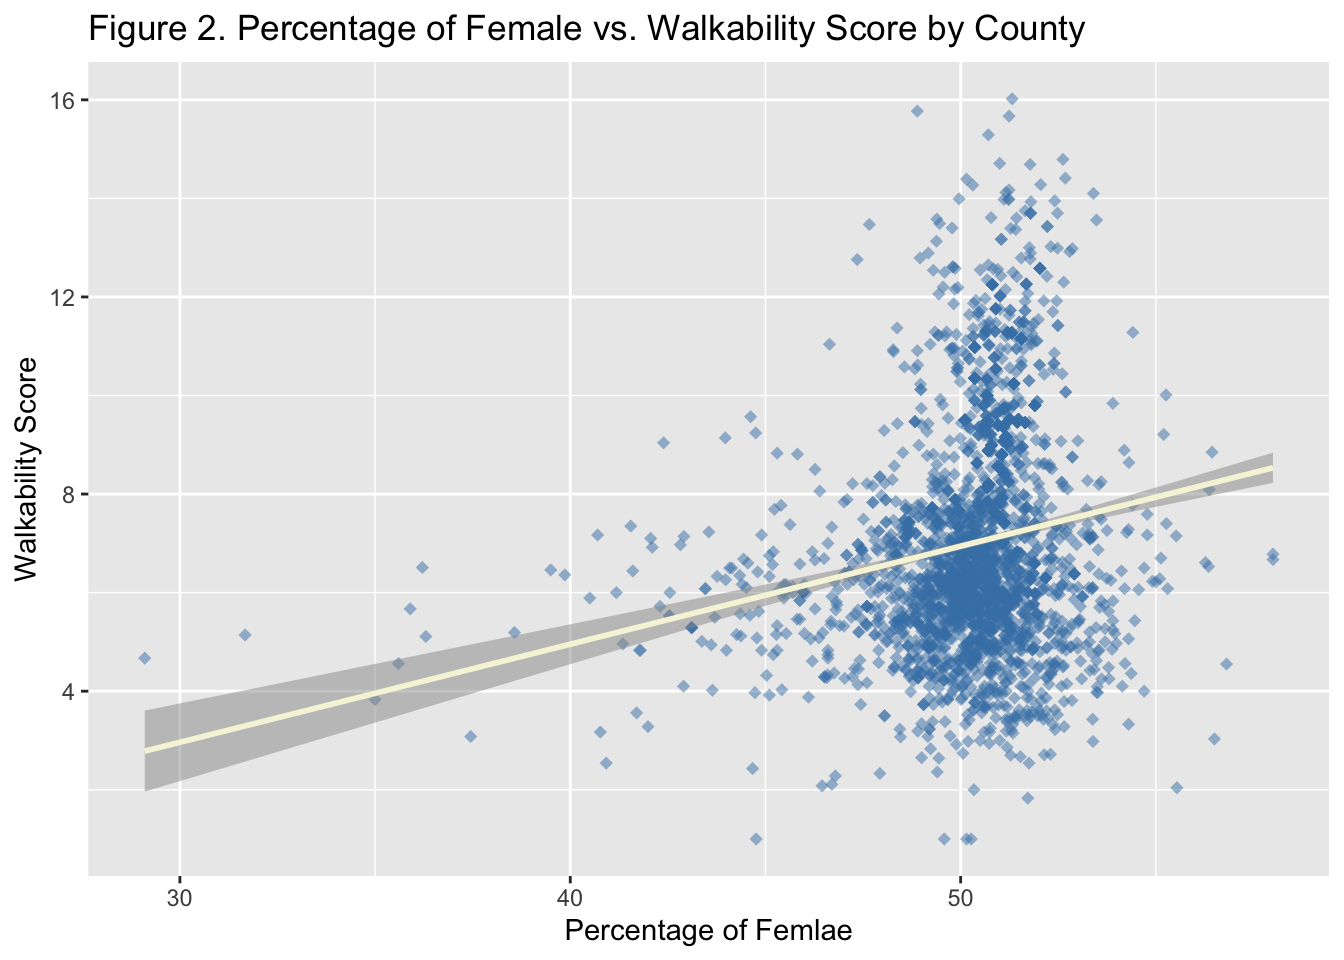 Figure 2. Percentage of Female vs. Walkability Score by County
16
12
8
4
Walkability Score
30 40 50
Percentage of Femlae